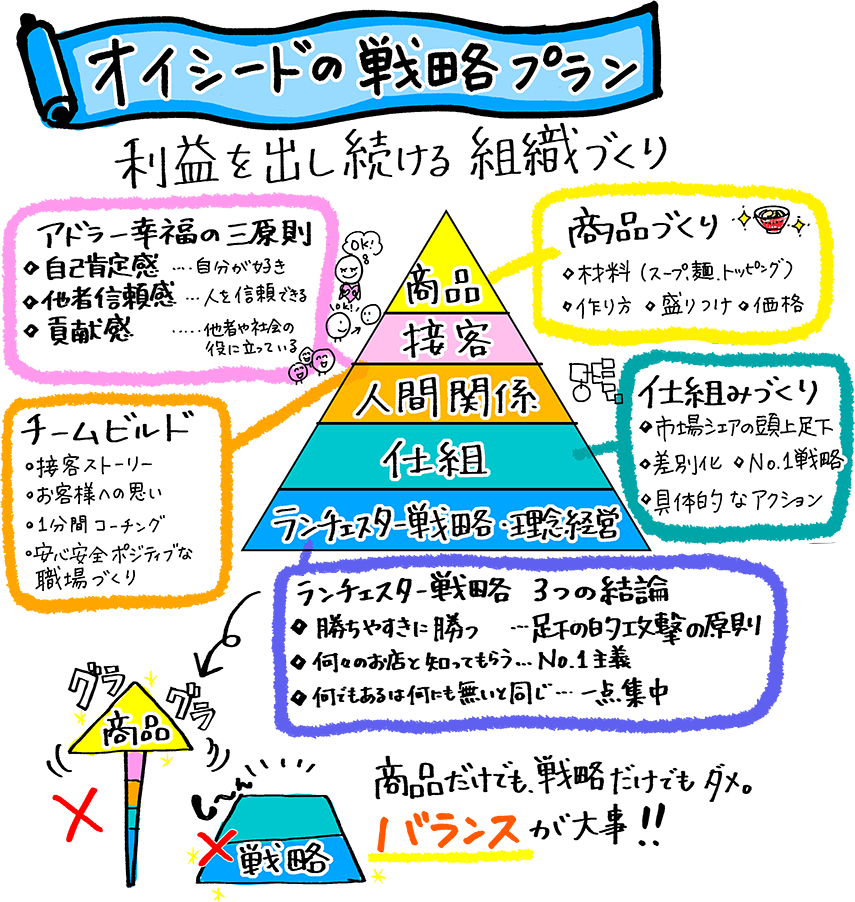 オイシードの戦略プラン
利益を出し続ける 組織づくり
アドラー幸福の三原則
◇自己肯定感 …自分が好き
◇他者信頼感 …人を信頼できる
◇貢献感 ……他者や社会の
役に立っている
OK!
OK!
商品づくり
◇材料(スープ、麺、トッピング)
◇作り方 ◇盛りつけ ◇価格
商品
接客
人間関係
仕組
ランチェスター戦略・理念経営
チームビルド
○接客ストーリー
○お客様への思い
○1分間コーチング
○安心安全ポジティブな
職場づくり
仕組みづくり
◇市場シェアの頭上足下
◇差別化 ◇No.1戦略
◇具体的なアクション
ランチェスター戦略 3つの結論
◇勝ちやすきに勝つ …足下の的攻撃の原則
◇何々のお店と知ってもらう…No.1主義
◇何でもあるは何にも無いと同じ…一点集中
グラ
グラ
商品
し〜ん
戦略
商品だけでも、戦略だけでもダメ。
バランスが大事!!